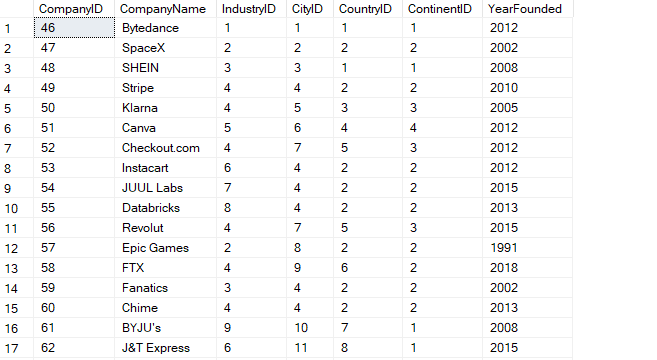 CompanyID CompanyName IndustryID CityID CountryID ContinentID YearFounded
1 46 Bytedance 1 1 1 1 2012
2 47 SpaceX 2 2 2 2 2002
3 48 SHEIN 3 3 1 1 2008
4 49 Stripe 4 4 2 2 2010
5 50 Klarna 4 5 3 3 2005
6 51 Canva 5 6 4 4 2012
7 52 Checkout.com 4 7 5 3 2012
8 53 Instacart 6 4 2 2 2012
9 54 JUUL Labs 7 4 2 2 2015
10 55 Databricks 8 4 2 2 2013
11 56 Revolut 4 7 5 3 2015
12 57 Epic Games 2 8 2 2 1991
13 58 FTX 4 9 6 2 2018
14 59 Fanatics 3 4 2 2 2002
15 60 Chime 4 4 2 2 2013
16 61 BYJU's 9 10 7 1 2008
17 62 J&T Express 6 11 8 1 2015